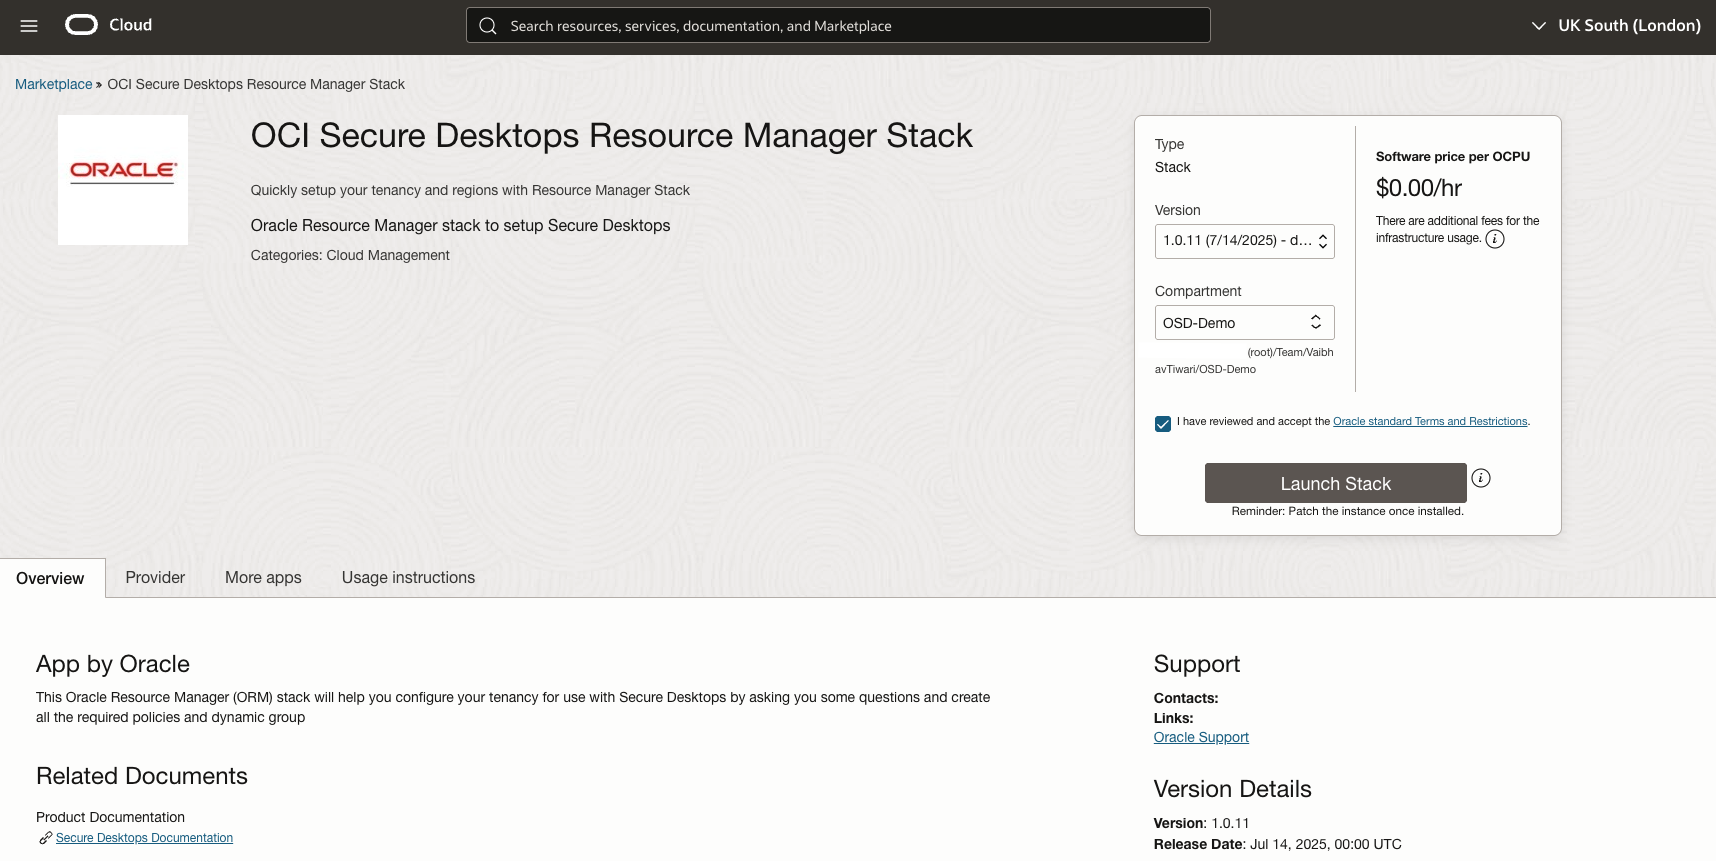 Cloud
Search resources, services, documentation, and Marketplace
UK South (London)
Marketplace » OCI Secure Desktops Resource Manager Stack
ORACLE
OCI Secure Desktops Resource Manager Stack
Quickly setup your tenancy and regions with Resource Manager Stack
Oracle Resource Manager stack to setup Secure Desktops
Categories: Cloud Management
Type
Stack
Version
1.0.11 (7/14/2025) - d...
Compartment
OSD-Demo
(root)/Team/Vaibh
avTiwari/OSD-Demo
Software price per OCPU
$0.00/hr
There are additional fees for the
infrastructure usage.
I have reviewed and accept the Oracle standard Terms and Restrictions.
Launch Stack
Reminder: Patch the instance once installed.
Overview
Provider
More apps
Usage instructions
App by Oracle
This Oracle Resource Manager (ORM) stack will help you configure your tenancy for use with Secure Desktops by asking you some questions and create
all the required policies and dynamic group
Related Documents
Product Documentation
Secure Desktops Documentation
Support
Contacts:
Links:
Oracle Support
Version Details
Version: 1.0.11
Release Date: Jul 14, 2025, 00:00 UTC